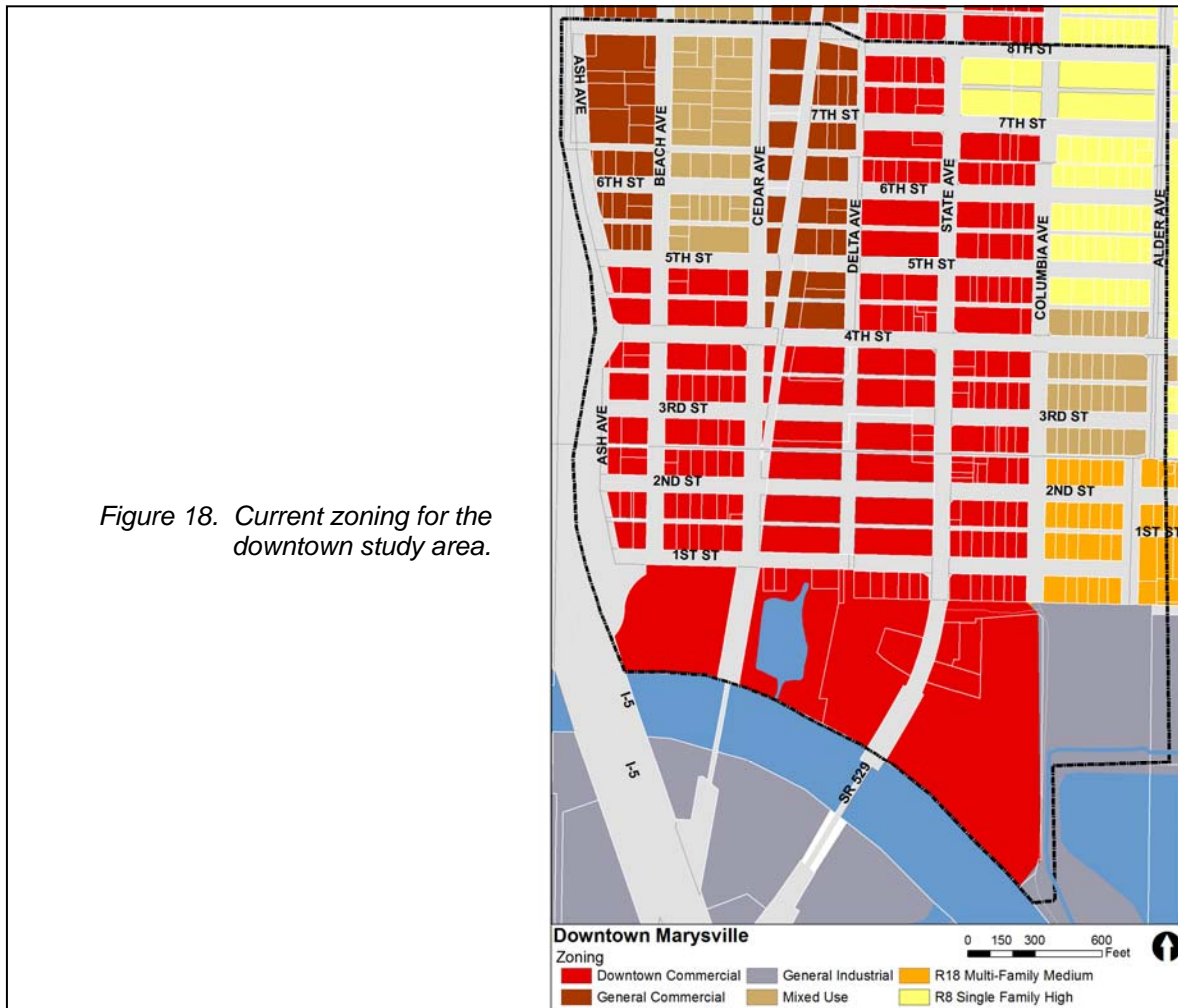 Figure 18. Current zoning for the
downtown study area.
8TH ST
ASH AVE
BEACH AVE
CEDAR AVE
7TH ST
7TH ST
DELTA AVE
STATE AVE
COLUMBIA AVE
ALDER AVE
6TH ST
6TH ST
5TH ST
5TH ST
4TH ST
3RD ST
3RD ST
ASH AVE
2ND ST
2ND ST
1ST ST
1ST ST
I-5
I-5
SR 529
Downtown Marysville
Zoning
0 150 300 600
Feet
Downtown Commercial
General Industrial
R18 Multi-Family Medium
General Commercial
Mixed Use
R8 Single Family High